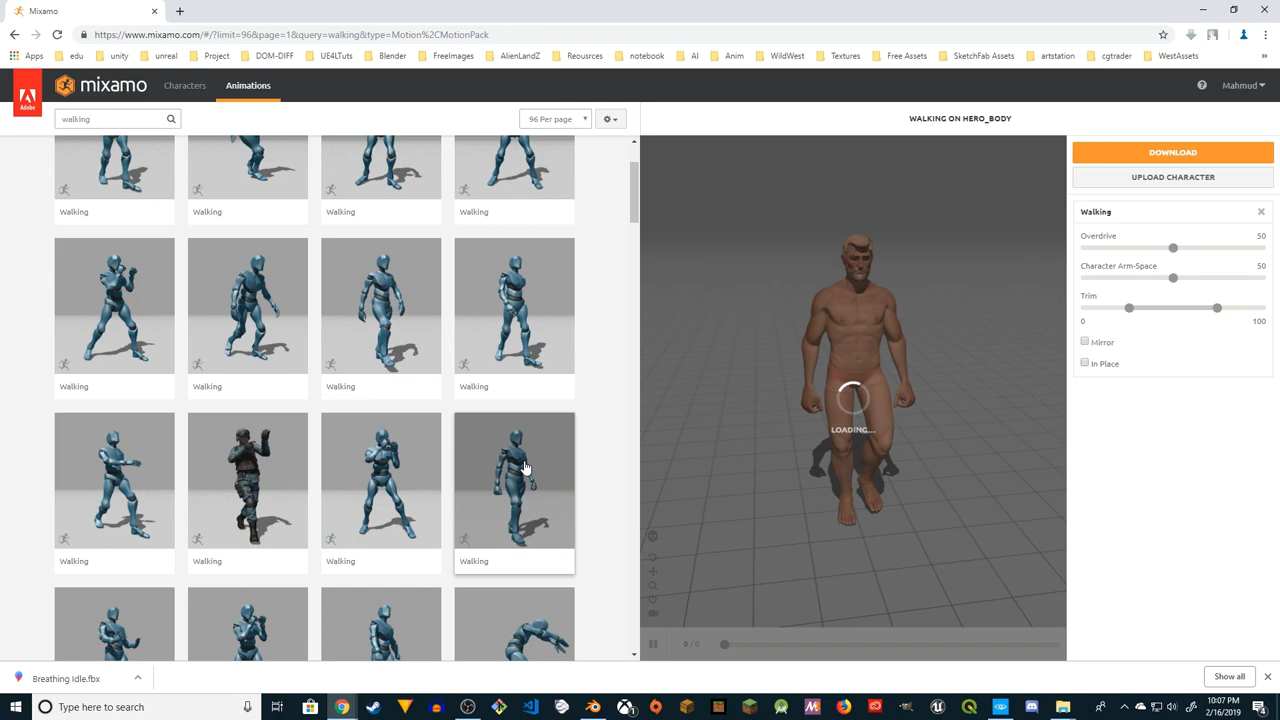 Mixamo
https://www.mixamo.com/#/?limit=96&page=1&query=walking&type=Motion%2CMotionPack
Apps edu unity unreal Project DOM-DIFF UE4LTuts Blender FreeImages AlienLandZ Reousrces notebook AI Anim WildWest Textures Free Assets SketchFab Assets artstation cgtrader WestAssets »
Adobe mixamo Characters Animations Mahmud
walking 96 Per page WALKING ON HERO_BODY
DOWNLOAD
UPLOAD CHARACTER
Walking Walking Walking Walking
Walking
Overdrive 50
Character Arm-Space 50
Trim
0 100
Mirror
In Place
Walking Walking Walking Walking
LOADING...
Walking Walking Walking Walking
0 / 0
Breathing Idle.fbx Show all
Type here to search
10:07 PM
2/16/2019